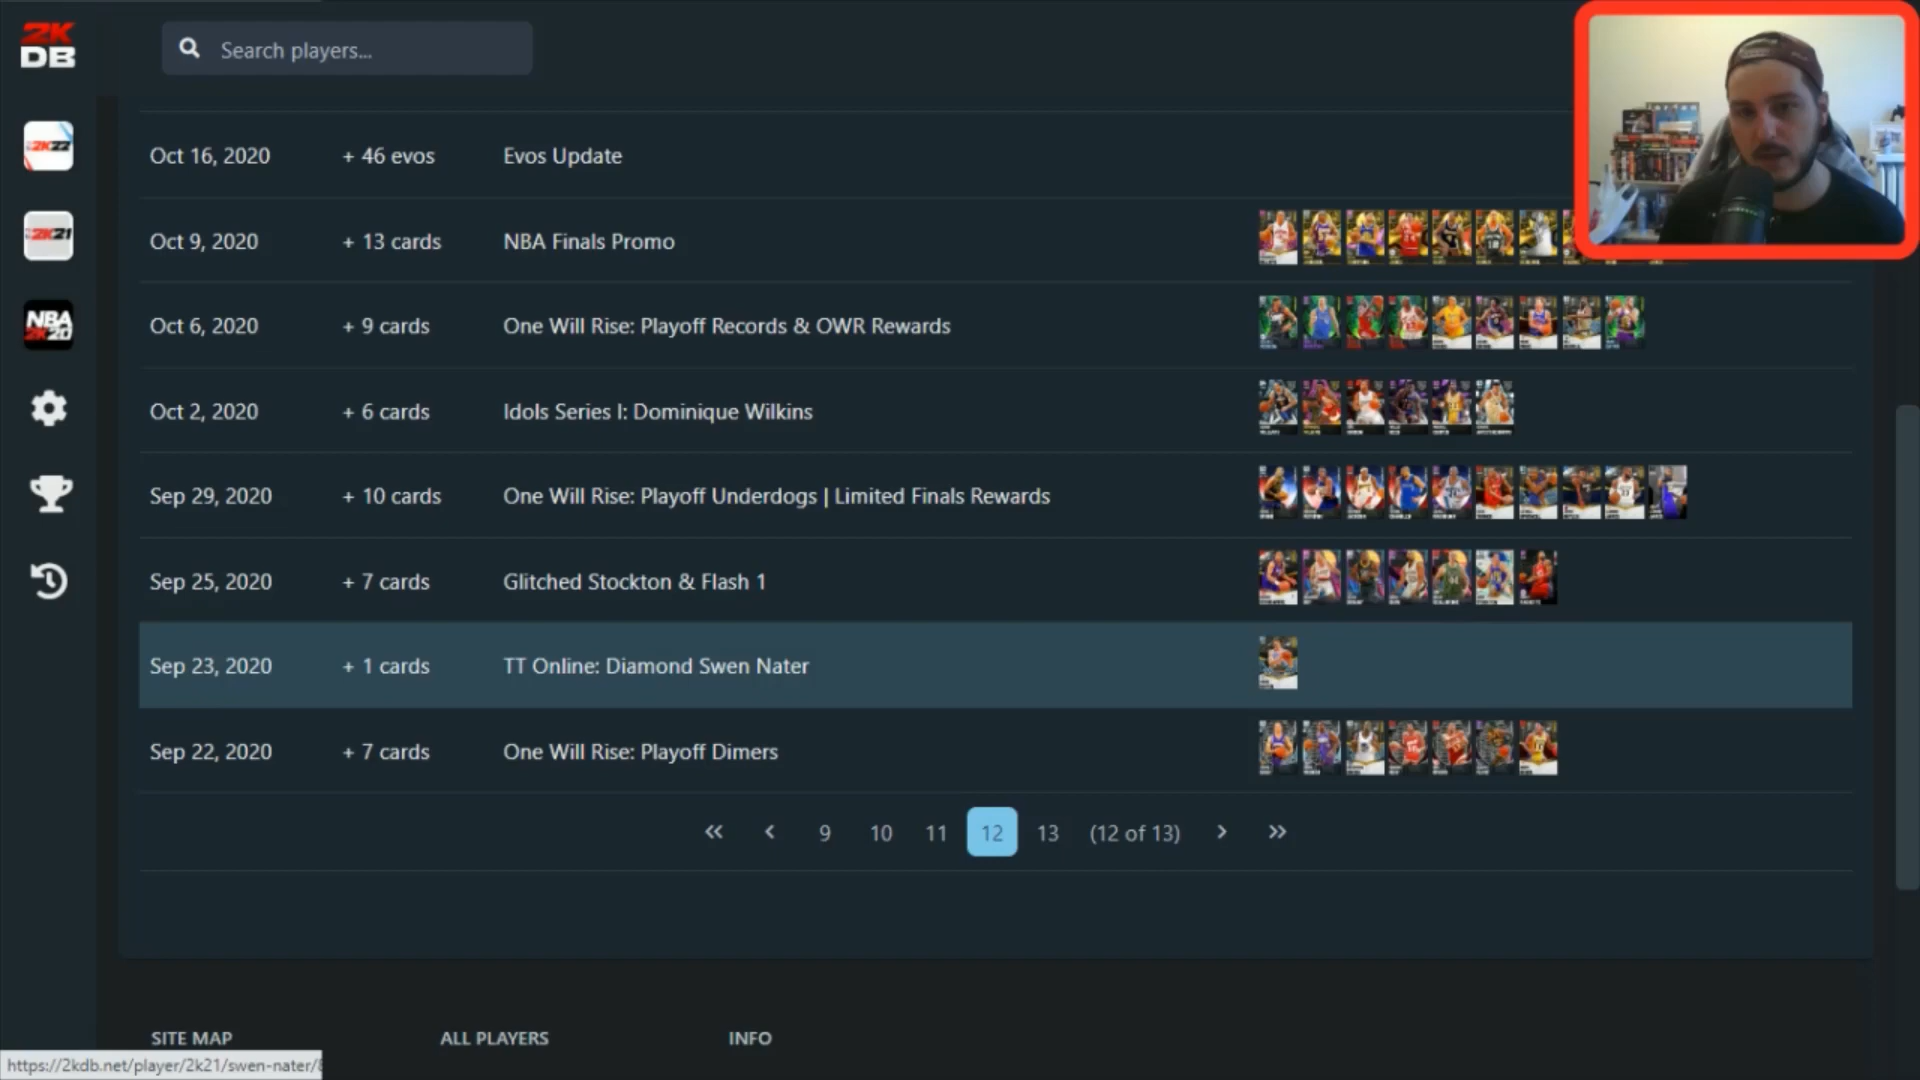 2K
DB
Search players...
2K22
2K21
NBA
2K20
Oct 16, 2020 + 46 evos Evos Update
Oct 9, 2020 + 13 cards NBA Finals Promo
Oct 6, 2020 + 9 cards One Will Rise: Playoff Records & OWR Rewards
Oct 2, 2020 + 6 cards Idols Series I: Dominique Wilkins
Sep 29, 2020 + 10 cards One Will Rise: Playoff Underdogs | Limited Finals Rewards
Sep 25, 2020 + 7 cards Glitched Stockton & Flash 1
Sep 23, 2020 + 1 cards TT Online: Diamond Swen Nater
Sep 22, 2020 + 7 cards One Will Rise: Playoff Dimers
« ‹ 9 10 11 12 13 (12 of 13) › »
SITE MAP ALL PLAYERS INFO
https://2kdb.net/player/2k21/swen-nater/